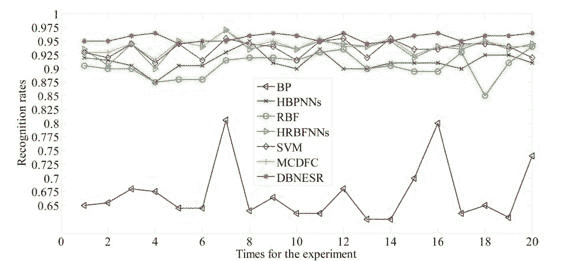 Recognition rates
1
0.975
0.95
0.925
0.9
0.875
0.85
0.825
0.8
0.775
0.75
0.725
0.7
0.675
0.65
BP
HBPNNs
RBF
HRBFNNs
SVM
MCDFC
DBNESR
0 2 4 6 8 10 12 14 16 18 20
Times for the experiment